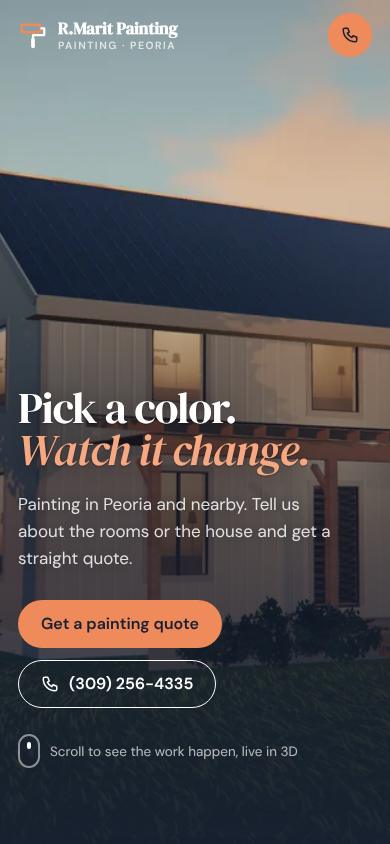 R.Marit Painting
PAINTING · PEORIA
Pick a color.
Watch it change.
Painting in Peoria and nearby. Tell us
about the rooms or the house and get a
straight quote.
Get a painting quote
(309) 256-4335
Scroll to see the work happen, live in 3D